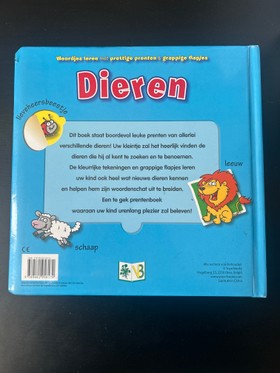 Woordjes leren met prettige prenten & grappige flapjes
Dieren
lieveheersbeestje
Dit boek staat boordevol leuke prenten van allerlei
verschillende dieren! Uw kleintje zal het heerlijk vinden de
dieren die hij al kent te zoeken en te benoemen.
De kleurrijke tekeningen en grappige flapjes leren
uw kind ook heel wat nieuwe dieren kennen
en helpen hem zijn woordenschat uit te breiden.
Een te gek prentenboek
waaraan uw kind urenlang plezier zal beleven!
leeuw
schaap
CE
VB